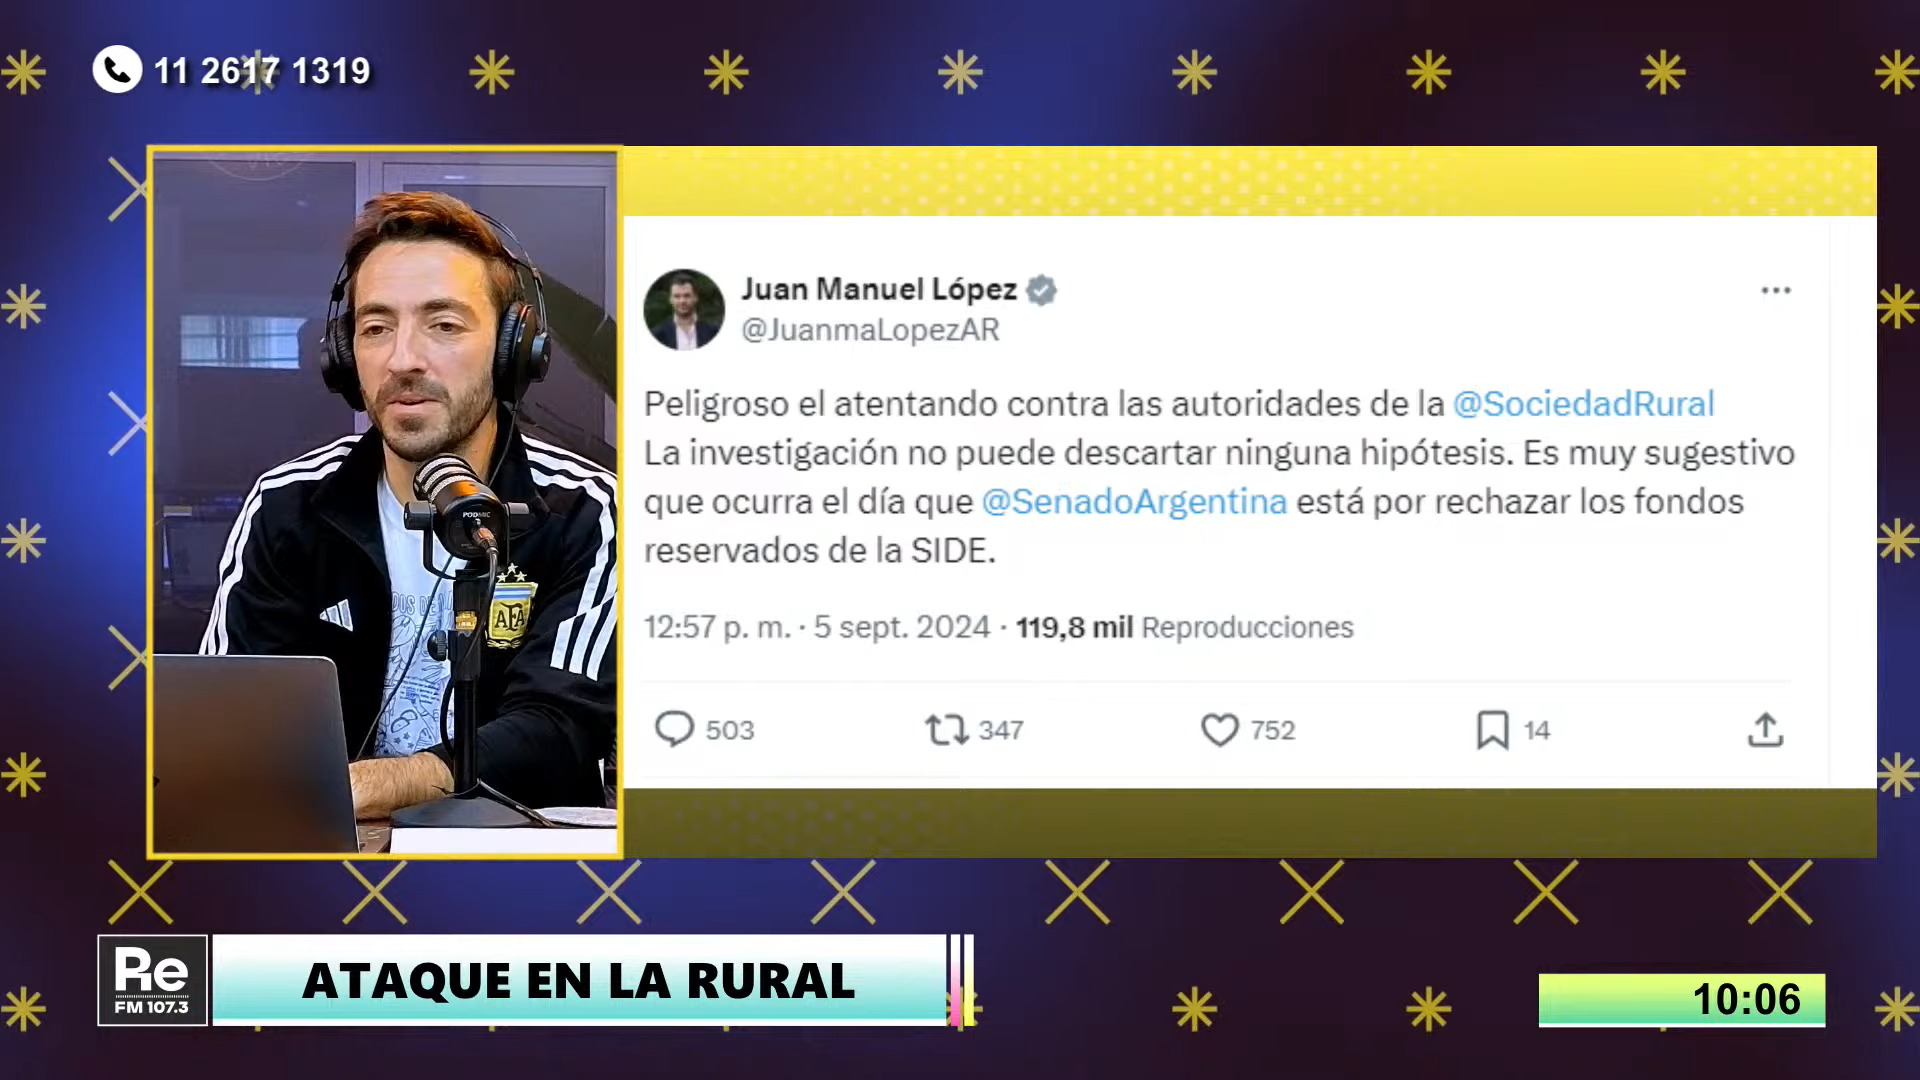 11 2617 1319
Juan Manuel López
@JuanmaLopezAR
Peligroso el atentando contra las autoridades de la @SociedadRural
La investigación no puede descartar ninguna hipótesis. Es muy sugestivo
que ocurra el día que @SenadoArgentina está por rechazar los fondos
reservados de la SIDE.
12:57 p. m. · 5 sept. 2024 · 119,8 mil Reproducciones
503 347 752 14
PODMIC
AFA
Re
FM 107.3
ATAQUE EN LA RURAL
10:06